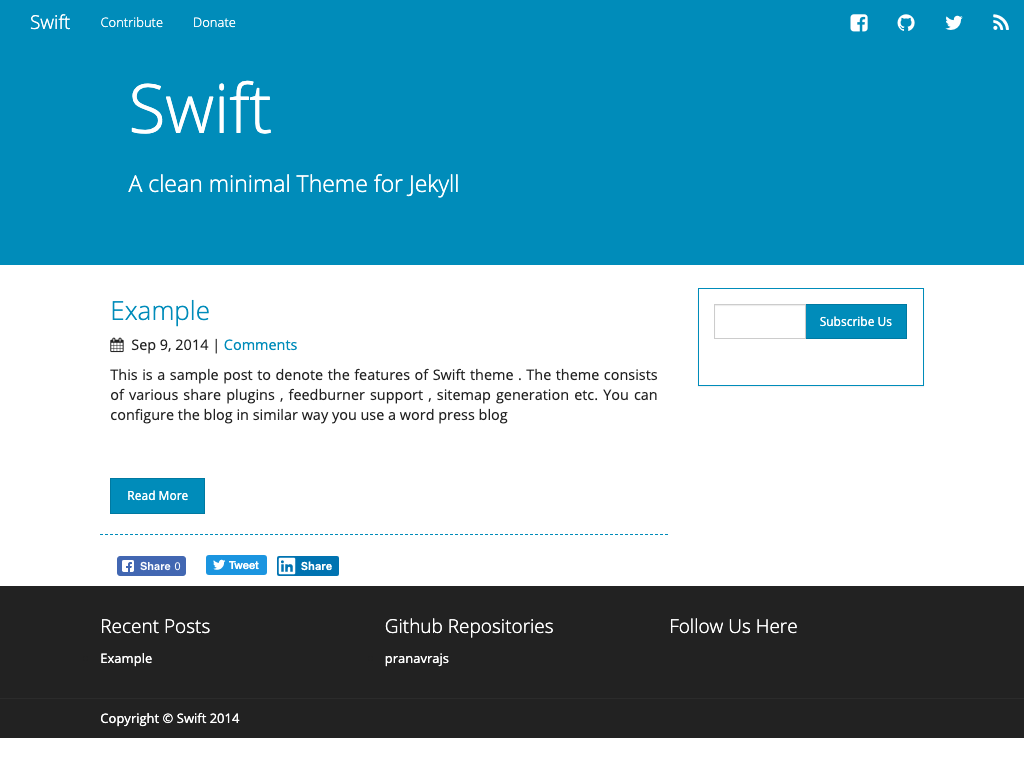 Swift Contribute Donate
Swift
A clean minimal Theme for Jekyll
Example
Sep 9, 2014 | Comments
This is a sample post to denote the features of Swift theme . The theme consists
of various share plugins , feedburner support , sitemap generation etc. You can
configure the blog in similar way you use a word press blog
Read More
Subscribe Us
Share 0 Tweet Share
Recent Posts
Example
Github Repositories
pranavrajs
Follow Us Here
Copyright © Swift 2014